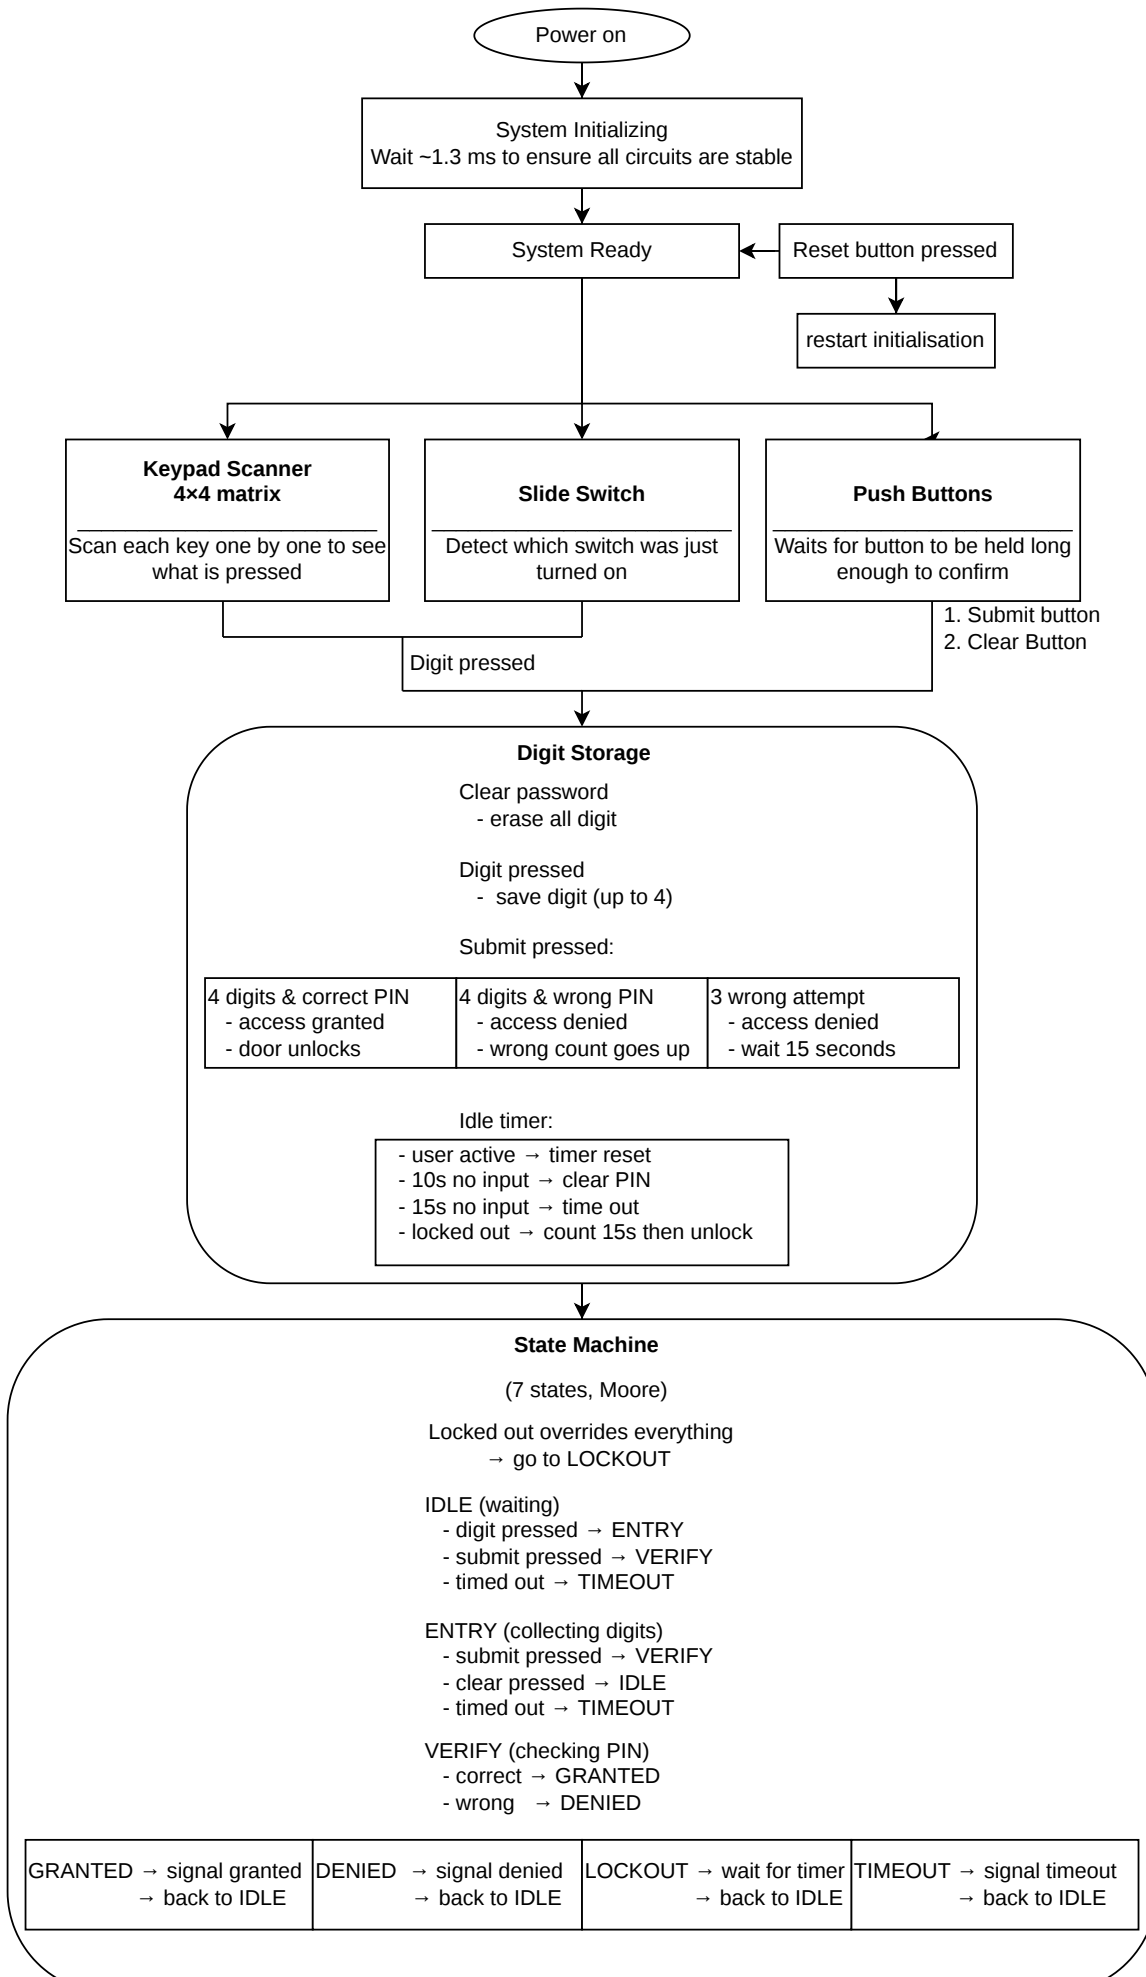 Power on
System Initializing
Wait ~1.3 ms to ensure all circuits are stable
System Ready
Reset button pressed
restart initialisation
Keypad Scanner
4×4 matrix
Scan each key one by one to see
what is pressed
Slide Switch
Detect which switch was just
turned on
Push Buttons
Waits for button to be held long
enough to confirm
1. Submit button
2. Clear Button
Digit pressed
Digit Storage
Clear password
- erase all digit
Digit pressed
- save digit (up to 4)
Submit pressed:
4 digits & correct PIN
- access granted
- door unlocks
4 digits & wrong PIN
- access denied
- wrong count goes up
3 wrong attempt
- access denied
- wait 15 seconds
Idle timer:
- user active → timer reset
- 10s no input → clear PIN
- 15s no input → time out
- locked out → count 15s then unlock
State Machine
(7 states, Moore)
Locked out overrides everything
→ go to LOCKOUT
IDLE (waiting)
- digit pressed → ENTRY
- submit pressed → VERIFY
- timed out → TIMEOUT
ENTRY (collecting digits)
- submit pressed → VERIFY
- clear pressed → IDLE
- timed out → TIMEOUT
VERIFY (checking PIN)
- correct → GRANTED
- wrong → DENIED
GRANTED → signal granted
→ back to IDLE
DENIED → signal denied
→ back to IDLE
LOCKOUT → wait for timer
→ back to IDLE
TIMEOUT → signal timeout
→ back to IDLE